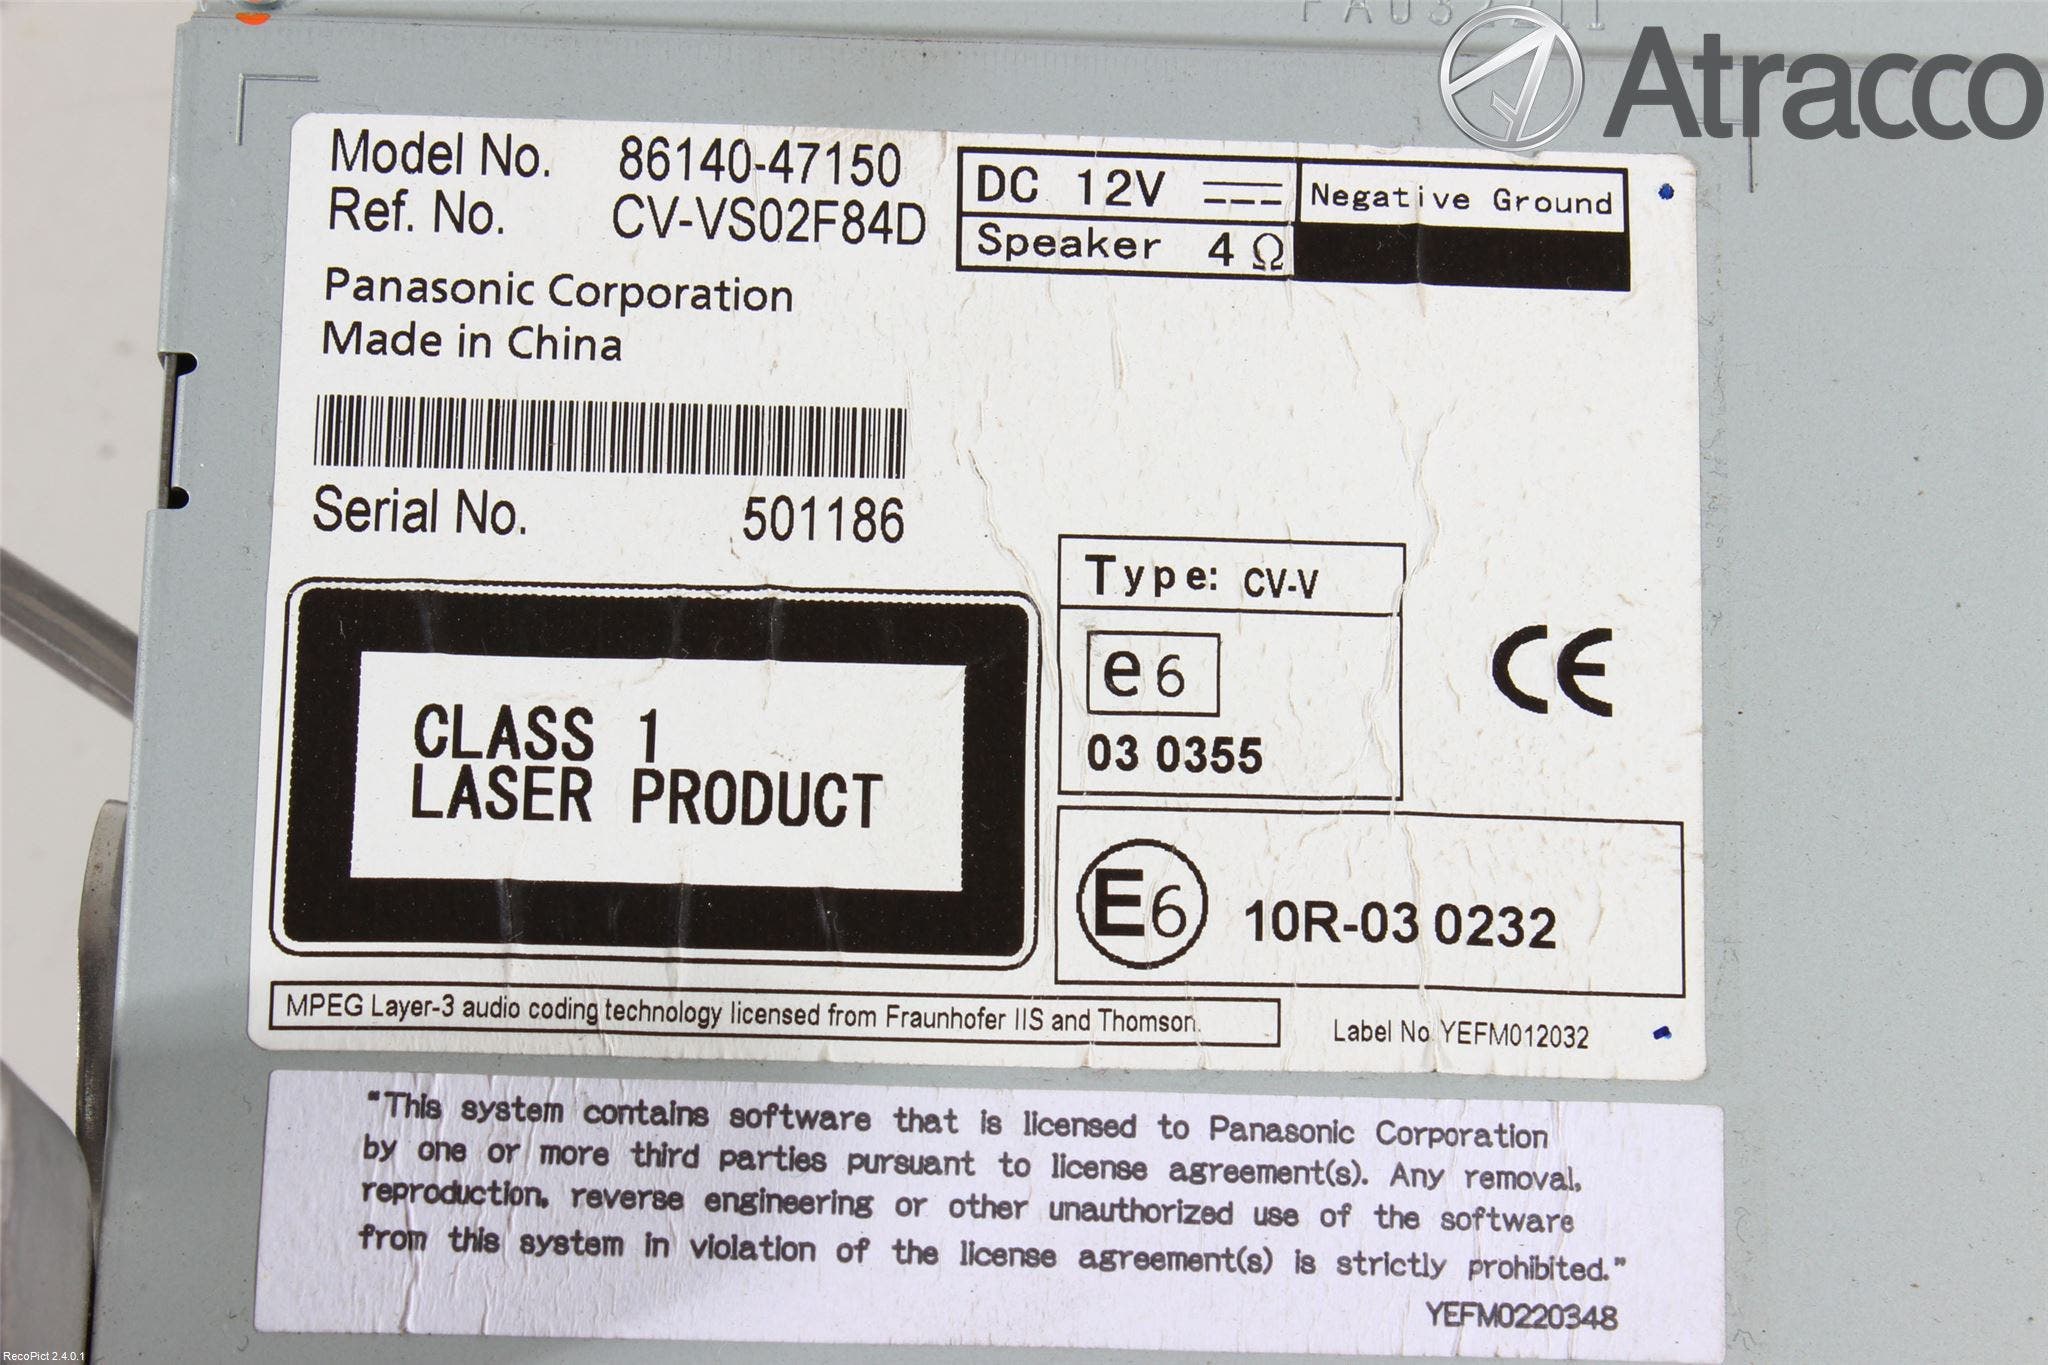 Atracco
Model No. 86140-47150
Ref. No. CV-VS02F84D
Panasonic Corporation
Made in China
DC 12V
Negative Ground
Speaker 4 Ω
Serial No. 501186
CLASS 1
LASER PRODUCT
Type: CV-V
e6
03 0355
CE
E6 10R-03 0232
MPEG Layer-3 audio coding technology licensed from Fraunhofer IIS and Thomson.
Label No YEFM012032
"This system contains software that is licensed to Panasonic Corporation
by one or more third parties pursuant to license agreement(s). Any removal,
reproduction, reverse engineering or other unauthorized use of the software
from this system in violation of the license agreement(s) is strictly prohibited."
YEFM0220348
RecoPict 2.4.0.1